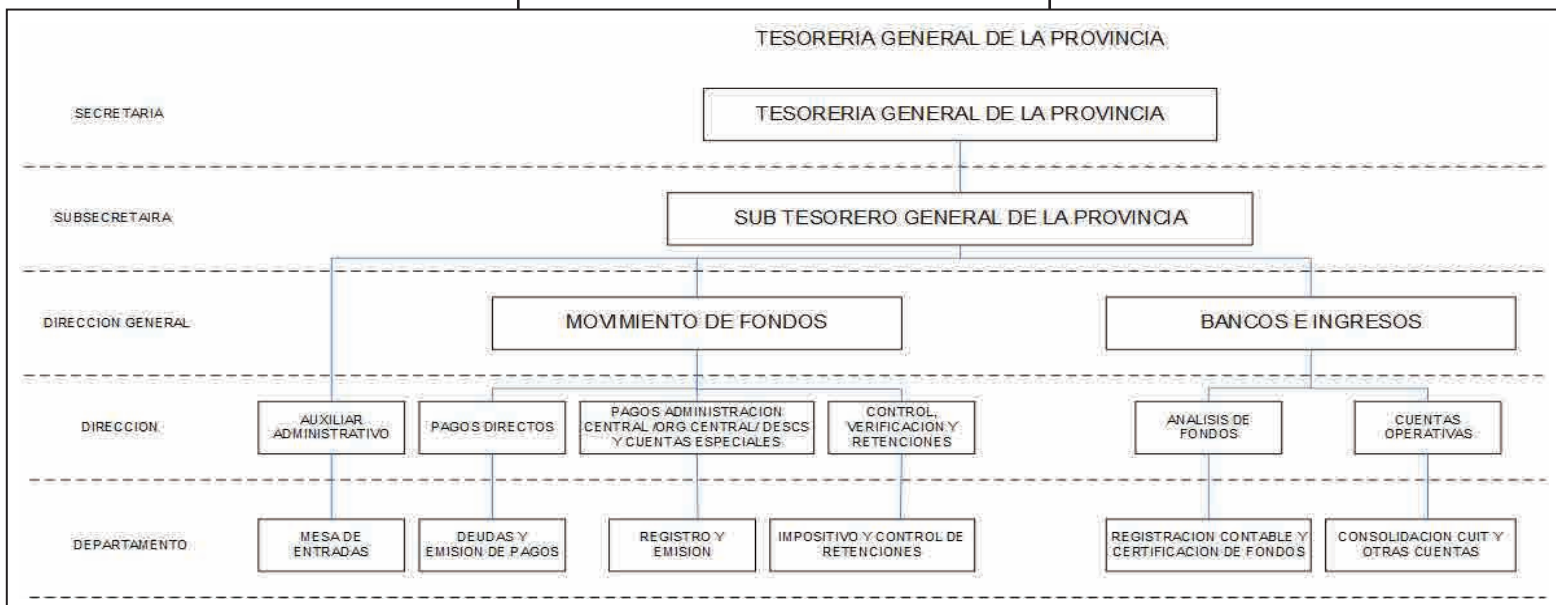 TESORERIA GENERAL DE LA PROVINCIA
SECRETARIA
TESORERIA GENERAL DE LA PROVINCIA
SUBSECRETAIRA
SUB TESORERO GENERAL DE LA PROVINCIA
DIRECCION GENERAL
MOVIMIENTO DE FONDOS
BANCOS E INGRESOS
DIRECCION
AUXILIAR
ADMINISTRATIVO
PAGOS DIRECTOS
PAGOS ADMINISTRACION
CENTRAL /ORG CENTRAL/ DESCS
Y CUENTAS ESPECIALES
CONTROL,
VERIFICACION Y
RETENCIONES
ANALISIS DE
FONDOS
CUENTAS
OPERATIVAS
DEPARTAMENTO
MESA DE
ENTRADAS
DEUDAS Y
EMISION DE PAGOS
REGISTRO Y
EMISION
IMPOSITIVO Y CONTROL DE
RETENCIONES
REGISTRACION CONTABLE Y
CERTIFICACION DE FONDOS
CONSOLIDACION CUIT Y
OTRAS CUENTAS